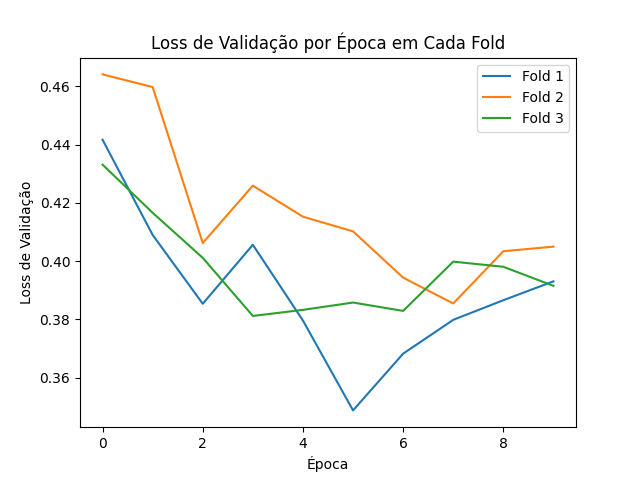 Loss de Validação por Época em Cada Fold
Fold 1
Fold 2
Fold 3
Loss de Validação
0.46
0.44
0.42
0.40
0.38
0.36
0 2 4 6 8
Época